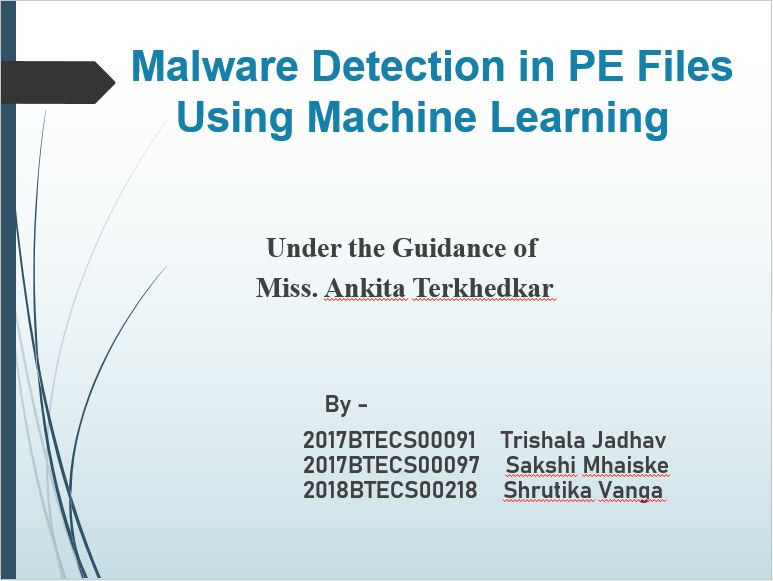 Malware Detection in PE Files
Using Machine Learning
Under the Guidance of
Miss. Ankita Terkhedkar
By -
2017BTECS00091 Trishala Jadhav
2017BTECS00097 Sakshi Mhaiske
2018BTECS00218 Shrutika Vanga